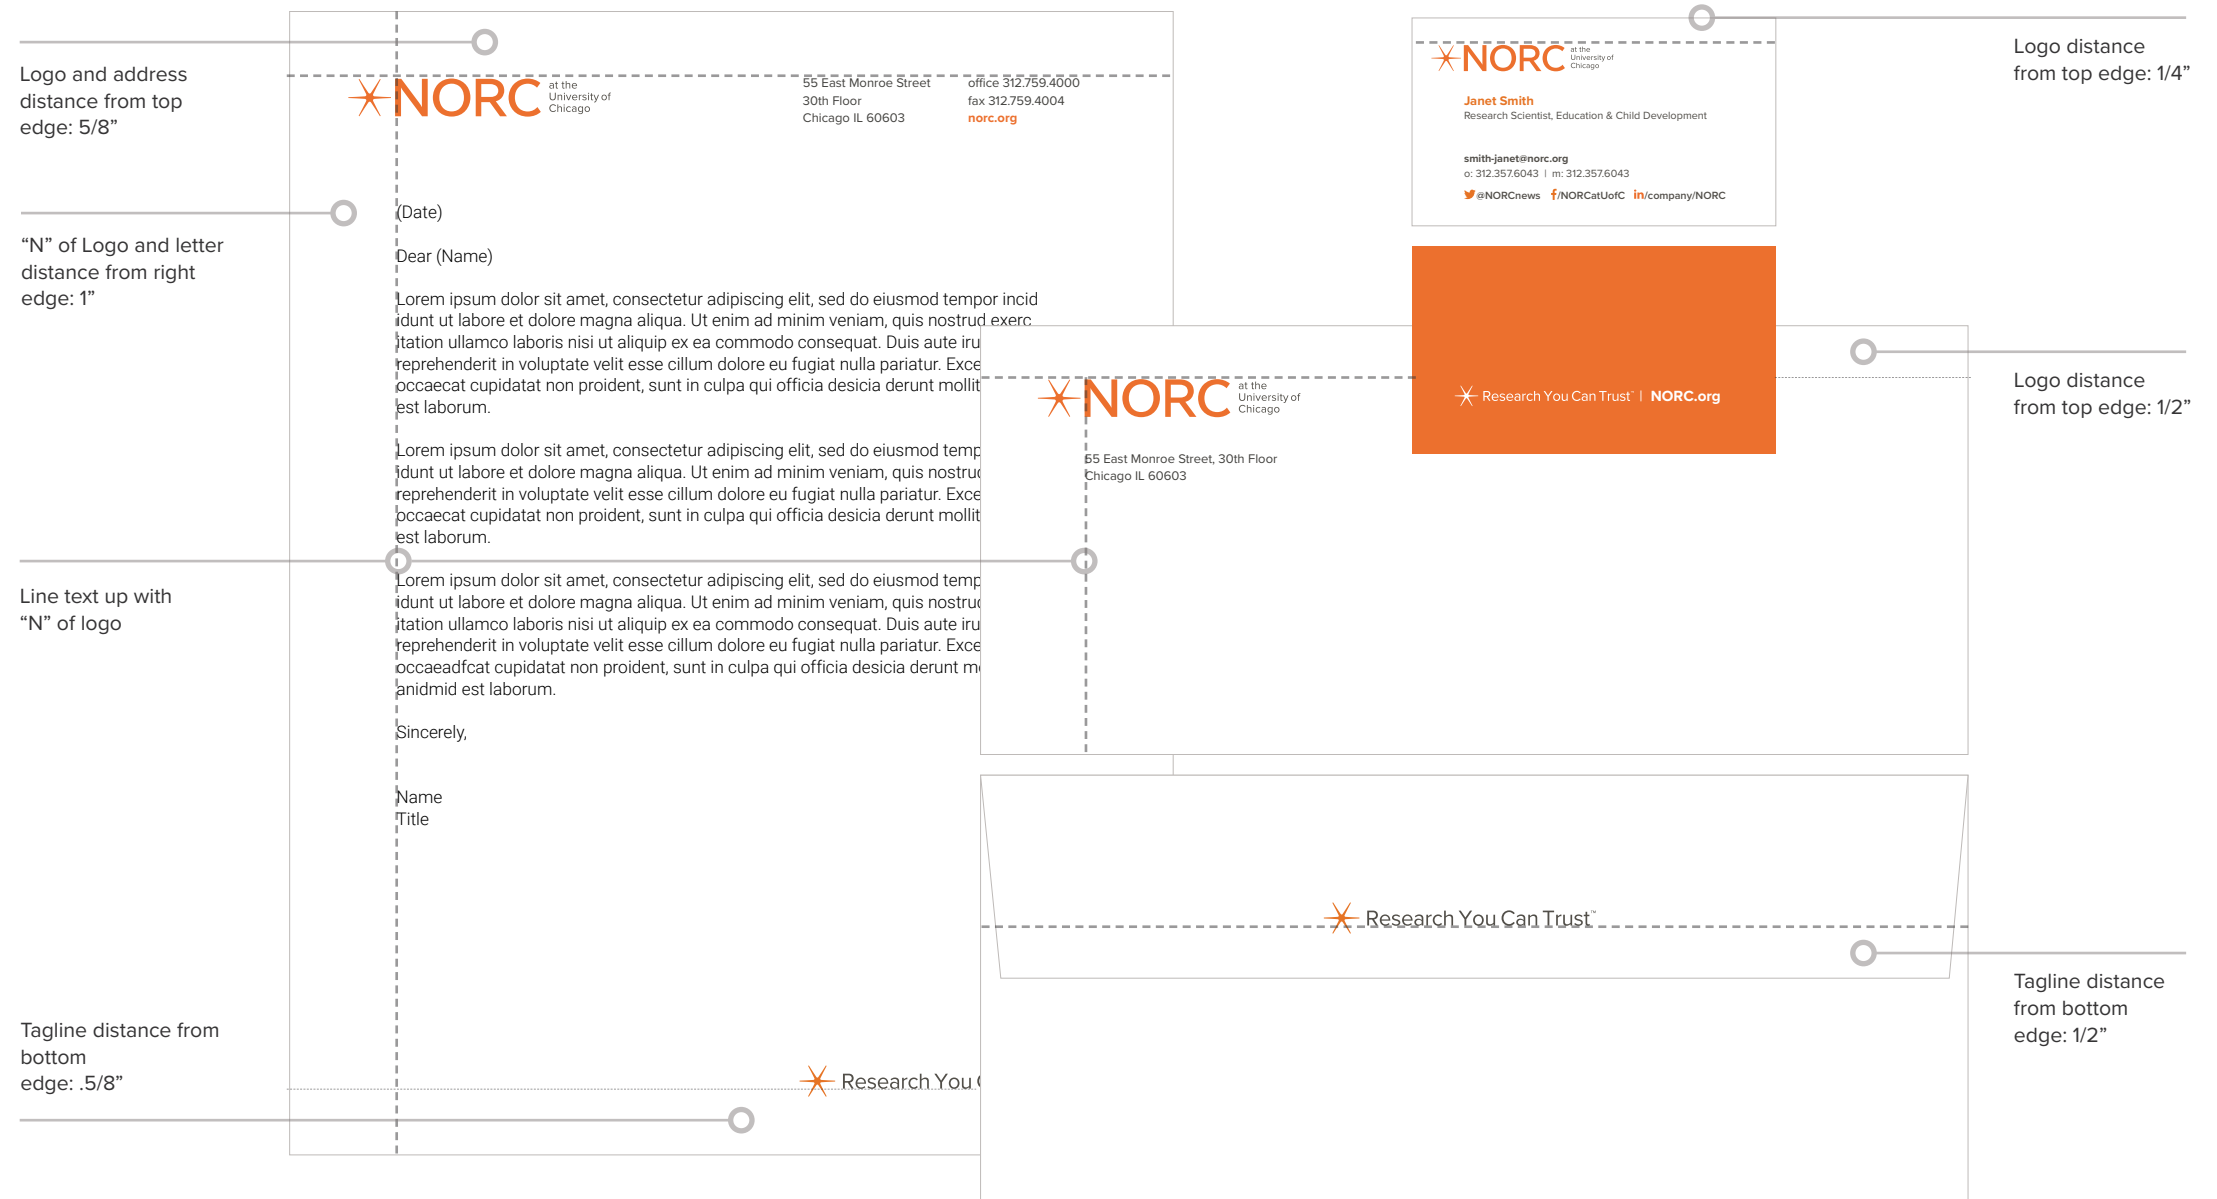 Logo and address
distance from top
edge: 5/8”
“N” of Logo and letter
distance from right
edge: 1”
Line text up with
“N” of logo
Tagline distance from
bottom
edge: .5/8”
NORC
at the
University of
Chicago
55 East Monroe Street
30th Floor
Chicago IL 60603
office 312.759.4000
fax 312.759.4004
norc.org
(Date)
Dear (Name)
Lorem ipsum dolor sit amet, consectetur adipiscing elit, sed do eiusmod tempor incid
idunt ut labore et dolore magna aliqua. Ut enim ad minim veniam, quis nostrud exerc
itation ullamco laboris nisi ut aliquip ex ea commodo consequat. Duis aute iru
reprehenderit in voluptate velit esse cillum dolore eu fugiat nulla pariatur. Exce
occaecat cupidatat non proident, sunt in culpa qui officia desicia derunt mollit
est laborum.
Lorem ipsum dolor sit amet, consectetur adipiscing elit, sed do eiusmod temp
idunt ut labore et dolore magna aliqua. Ut enim ad minim veniam, quis nostruc
reprehenderit in voluptate velit esse cillum dolore eu fugiat nulla pariatur. Exce
occaecat cupidatat non proident, sunt in culpa qui officia desicia derunt mollit
est laborum.
Lorem ipsum dolor sit amet, consectetur adipiscing elit, sed do eiusmod temp
idunt ut labore et dolore magna aliqua. Ut enim ad minim veniam, quis nostruc
itation ullamco laboris nisi ut aliquip ex ea commodo consequat. Duis aute iru
reprehenderit in voluptate velit esse cillum dolore eu fugiat nulla pariatur. Exce
occaeadfcat cupidatat non proident, sunt in culpa qui officia desicia derunt m
anidmid est laborum.
Sincerely,
Name
Title
Research You
NORC
at the
University of
Chicago
Janet Smith
Research Scientist, Education & Child Development
smith-janet@norc.org
o: 312.357.6043 | m: 312.357.6043
@NORCnews f/NORCatUofC in/company/NORC
Research You Can Trust™ | NORC.org
NORC
at the
University of
Chicago
55 East Monroe Street, 30th Floor
Chicago IL 60603
Research You Can Trust™
Logo distance
from top edge: 1/4”
Logo distance
from top edge: 1/2”
Tagline distance
from bottom
edge: 1/2”